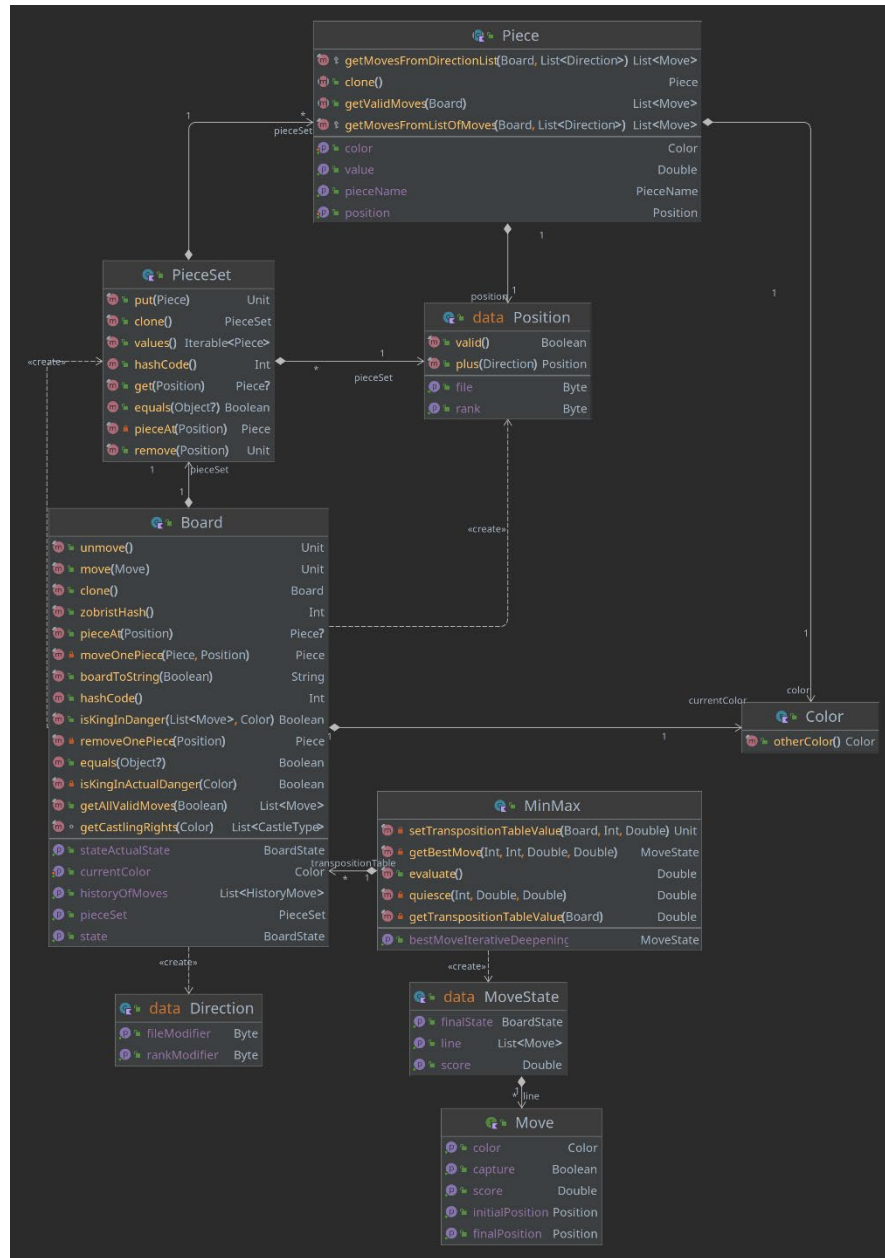 Piece
getMovesFromDirectionList(Board, List<Direction>) List<Move>
clone() Piece
getValidMoves(Board) List<Move>
getMovesFromListOfMoves(Board, List<Direction>) List<Move>
color Color
value Double
pieceName PieceName
position Position
1
*
pieceSet
1
1
position
1
1
color
PieceSet
put(Piece) Unit
clone() PieceSet
values() Iterable<Piece>
hashCode() Int
get(Position) Piece?
equals(Object?) Boolean
pieceAt(Position) Piece
remove(Position) Unit
«create»
*
1
pieceSet
data Position
valid() Boolean
plus(Direction) Position
file Byte
rank Byte
1
pieceSet
1
«create»
Board
unmove() Unit
move(Move) Unit
clone() Board
zobristHash() Int
pieceAt(Position) Piece?
moveOnePiece(Piece, Position) Piece
boardToString(Boolean) String
hashCode() Int
isKingInDanger(List<Move>, Color) Boolean
removeOnePiece(Position) Piece
equals(Object?) Boolean
isKingInActualDanger(Color) Boolean
getAllValidMoves(Boolean) List<Move>
getCastlingRights(Color) List<CastleType>
stateActualState BoardState
currentColor Color
historyOfMoves List<HistoryMove>
pieceSet PieceSet
state BoardState
1
1
currentColor
Color
otherColor() Color
MinMax
setTranspositionTableValue(Board, Int, Double) Unit
getBestMove(Int, Int, Double, Double) MoveState
evaluate() Double
quiesce(Int, Double, Double) Double
getTranspositionTableValue(Board) Double
bestMoveIterativeDeepening MoveState
transpositionTable
*
1
«create»
«create»
data Direction
fileModifier Byte
rankModifier Byte
data MoveState
finalState BoardState
line List<Move>
score Double
1
*
line
Move
color Color
capture Boolean
score Double
initialPosition Position
finalPosition Position